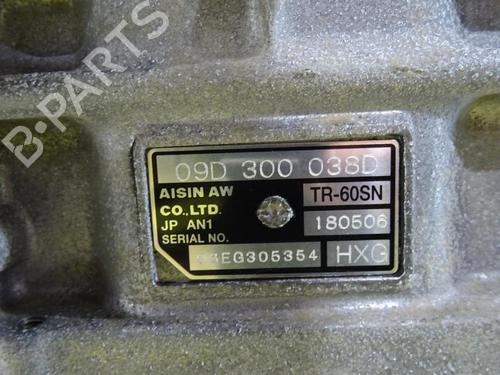 B-PARTS
09D 300 038D
AISIN AW TR-60SN
CO.,LTD.
JP AN1 180506
SERIAL NO.
EG305354 HXG